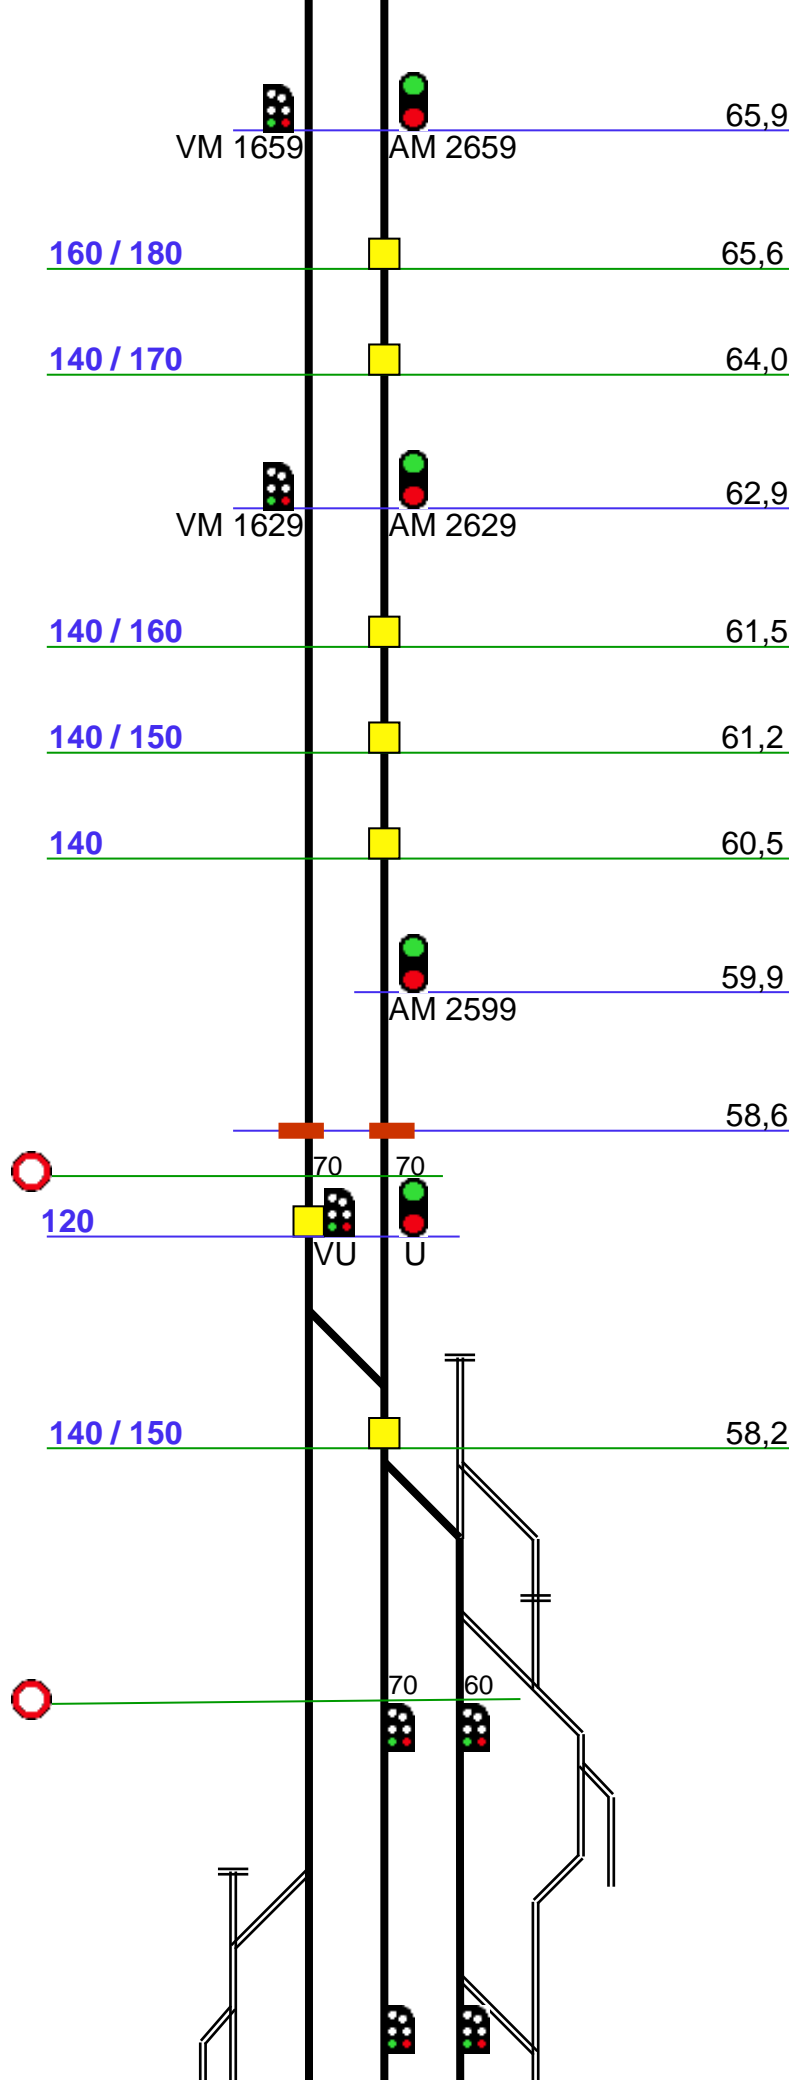 65,9
VM 1659 AM 2659
160 / 180 65,6
140 / 170 64,0
62,9
VM 1629 AM 2629
140 / 160 61,5
140 / 150 61,2
140 60,5
59,9
AM 2599
58,6
70 70
120
VU U
140 / 150 58,2
70 60